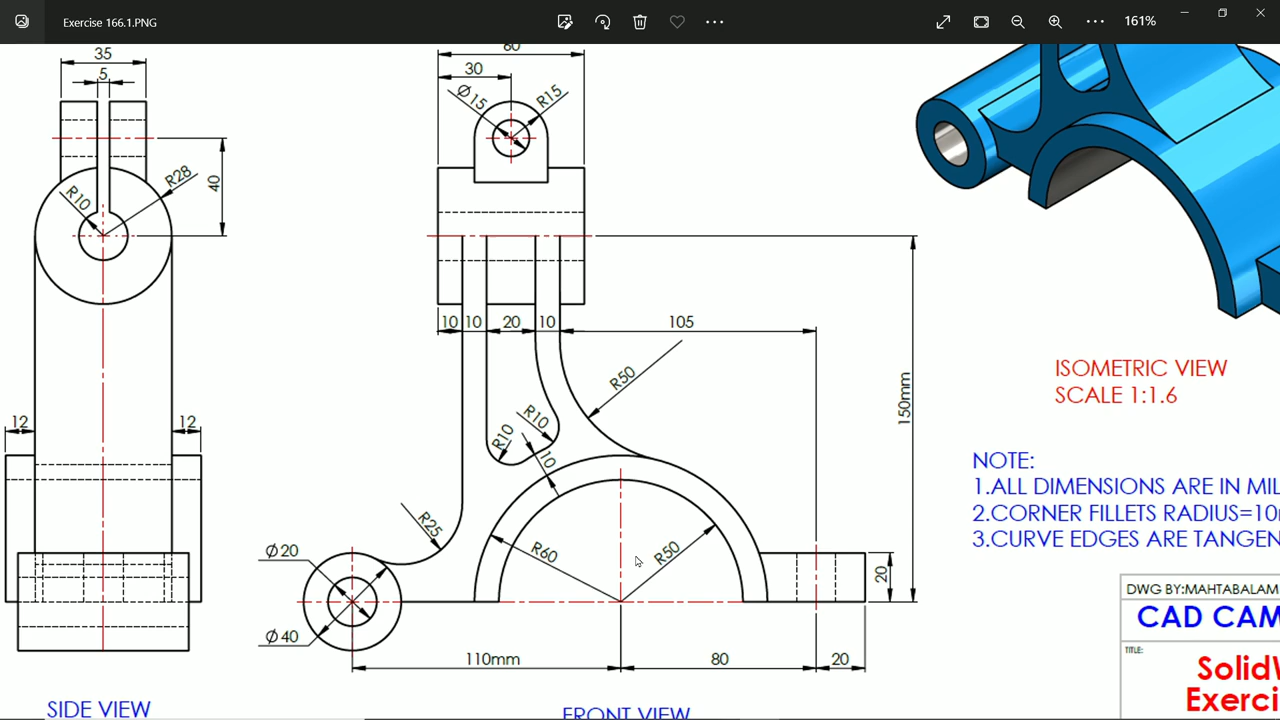 Exercise 166.1.PNG
161%
35
5
R28
R10
40
12
12
SIDE VIEW
60
30
Ø15
R15
10 10 20 10
105
R50
150mm
R10
R10
10
R25
Ø20
R60
R50
20
Ø40
110mm
80
20
FRONT VIEW
ISOMETRIC VIEW
SCALE 1:1.6
NOTE:
1.ALL DIMENSIONS ARE IN MIL
2.CORNER FILLETS RADIUS=10
3.CURVE EDGES ARE TANGEN
DWG BY:MAHTABALAM
CAD CAM
TITLE:
Solid
Exerci